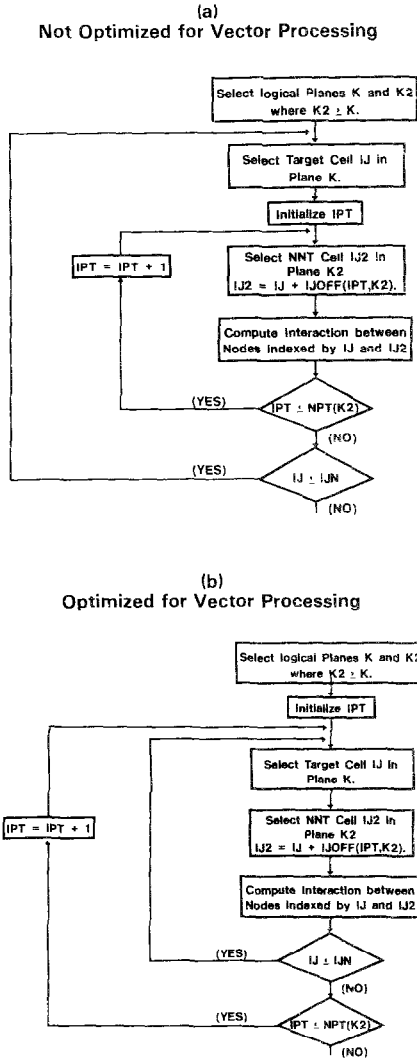 (a)
Not Optimized for Vector Processing
Select logical Planes K and K2
where K2 ≥ K.
Select Target Cell IJ in
Plane K.
Initialize IPT
IPT = IPT + 1
Select NNT Cell IJ2 in
Plane K2
IJ2 = IJ + IJOFF(IPT,K2).
Compute Interaction between
Nodes indexed by IJ and IJ2
(YES)
IPT ≤ NPT(K2)
(NO)
(YES)
IJ ≤ IJN
(NO)
(b)
Optimized for Vector Processing
Select logical Planes K and K2
where K2 ≥ K.
Initialize IPT
Select Target Cell IJ in
Plane K.
IPT = IPT + 1
Select NNT Cell IJ2 in
Plane K2
IJ2 = IJ + IJOFF(IPT,K2).
Compute Interaction between
Nodes indexed by IJ and IJ2
(YES)
IJ ≤ IJN
(NO)
(YES)
IPT ≤ NPT(K2)
(NO)